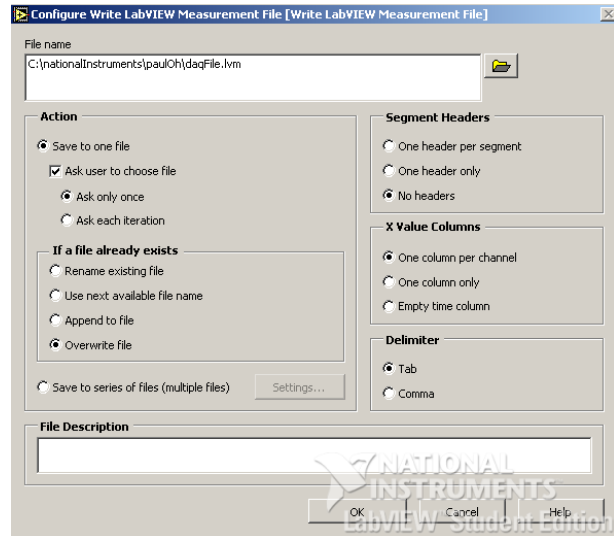 Configure Write LabVIEW Measurement File [Write LabVIEW Measurement File]
File name
C:\nationalInstruments\paulOh\daqFile.lvm
Action
Save to one file
Ask user to choose file
Ask only once
Ask each iteration
If a file already exists
Rename existing file
Use next available file name
Append to file
Overwrite file
Save to series of files (multiple files)
Settings...
Segment Headers
One header per segment
One header only
No headers
X Value Columns
One column per channel
One column only
Empty time column
Delimiter
Tab
Comma
File Description
NATIONAL
INSTRUMENTS
LabVIEW Student Edition
OK
Cancel
Help